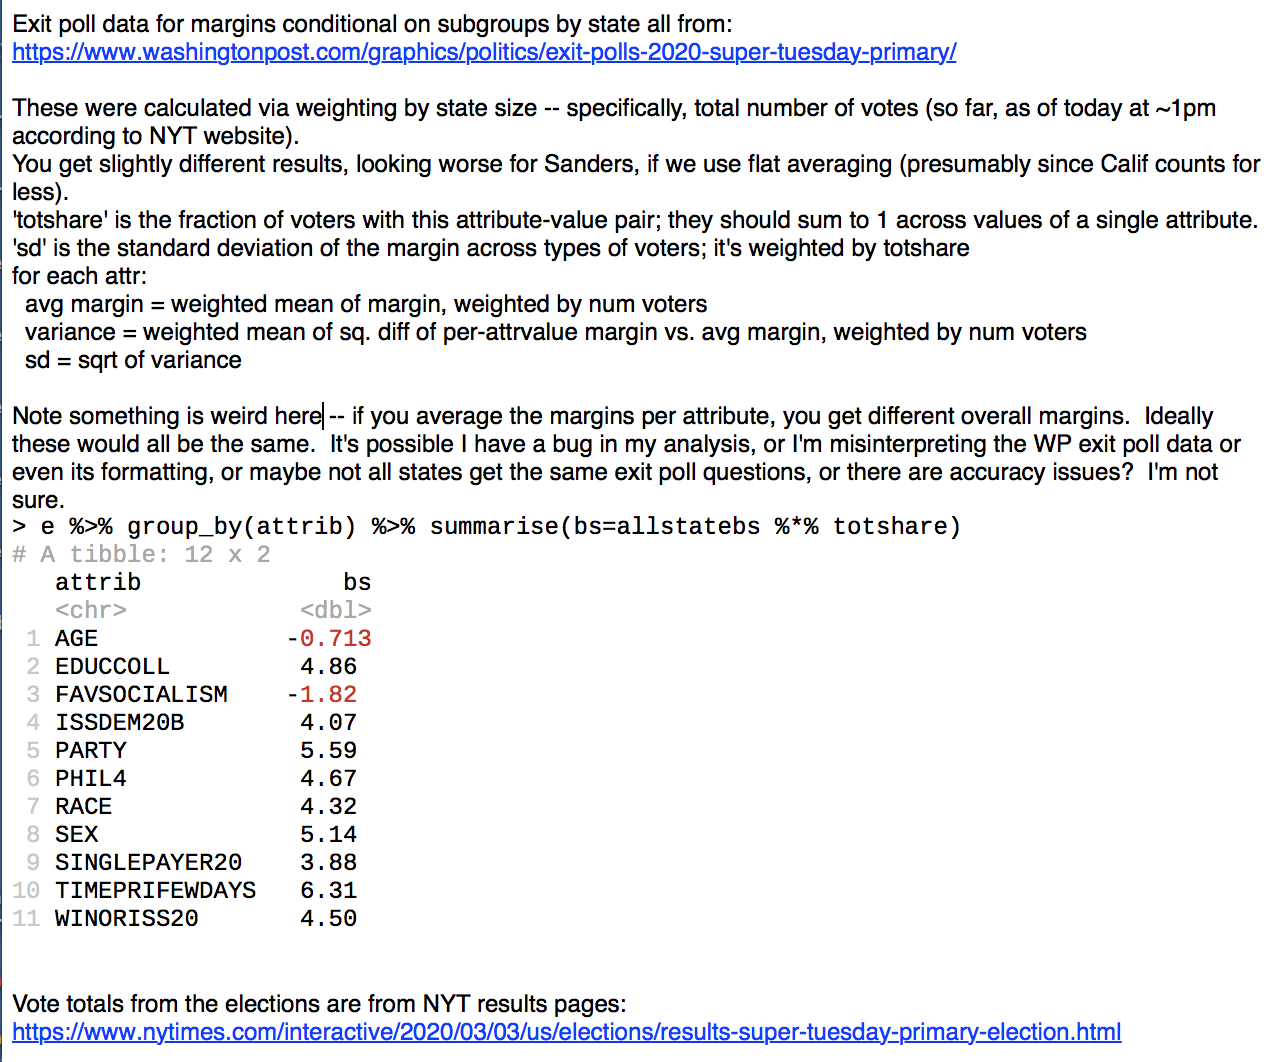 Exit poll data for margins conditional on subgroups by state all from:
https://www.washingtonpost.com/graphics/politics/exit-polls-2020-super-tuesday-primary/
These were calculated via weighting by state size -- specifically, total number of votes (so far, as of today at ~1pm
according to NYT website).
You get slightly different results, looking worse for Sanders, if we use flat averaging (presumably since Calif counts for
less).
'totshare' is the fraction of voters with this attribute-value pair; they should sum to 1 across values of a single attribute.
'sd' is the standard deviation of the margin across types of voters; it's weighted by totshare
for each attr:
avg margin = weighted mean of margin, weighted by num voters
variance = weighted mean of sq. diff of per-attrvalue margin vs. avg margin, weighted by num voters
sd = sqrt of variance
Note something is weird here -- if you average the margins per attribute, you get different overall margins.  Ideally
these would all be the same.  It's possible I have a bug in my analysis, or I'm misinterpreting the WP exit poll data or
even its formatting, or maybe not all states get the same exit poll questions, or there are accuracy issues?  I'm not
sure.
> e %>% group_by(attrib) %>% summarise(bs=allstatebs %*% totshare)
# A tibble: 12 x 2
attrib bs
<chr> <dbl>
1 AGE -0.713
2 EDUCCOLL 4.86
3 FAVSOCIALISM -1.82
4 ISSDEM20B 4.07
5 PARTY 5.59
6 PHIL4 4.67
7 RACE 4.32
8 SEX 5.14
9 SINGLEPAYER20 3.88
10 TIMEPRIFEWDAYS 6.31
11 WINORISS20 4.50
Vote totals from the elections are from NYT results pages:
https://www.nytimes.com/interactive/2020/03/03/us/elections/results-super-tuesday-primary-election.html